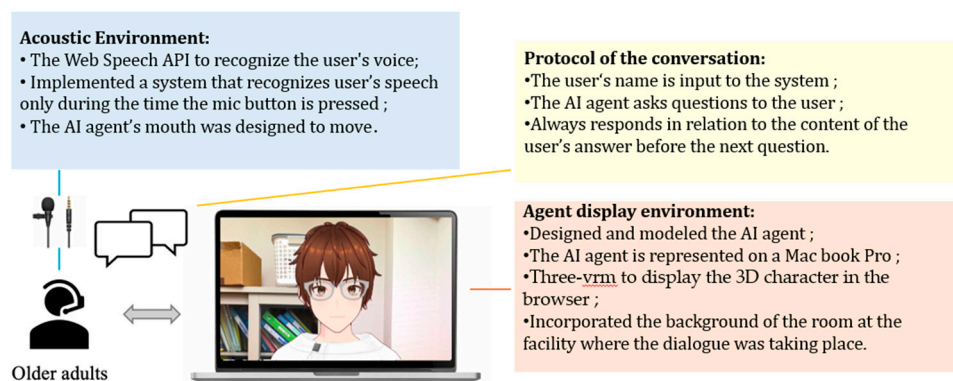 Acoustic Environment:
• The Web Speech API to recognize the user's voice;
• Implemented a system that recognizes user's speech
only during the time the mic button is pressed ;
• The AI agent's mouth was designed to move.
Protocol of the conversation:
•The user's name is input to the system ;
•The AI agent asks questions to the user ;
•Always responds in relation to the content of the
user's answer before the next question.
Agent display environment:
•Designed and modeled the AI agent ;
•The AI agent is represented on a Mac book Pro ;
•Three-vrm to display the 3D character in the
browser ;
•Incorporated the background of the room at the
facility where the dialogue was taking place.
Older adults